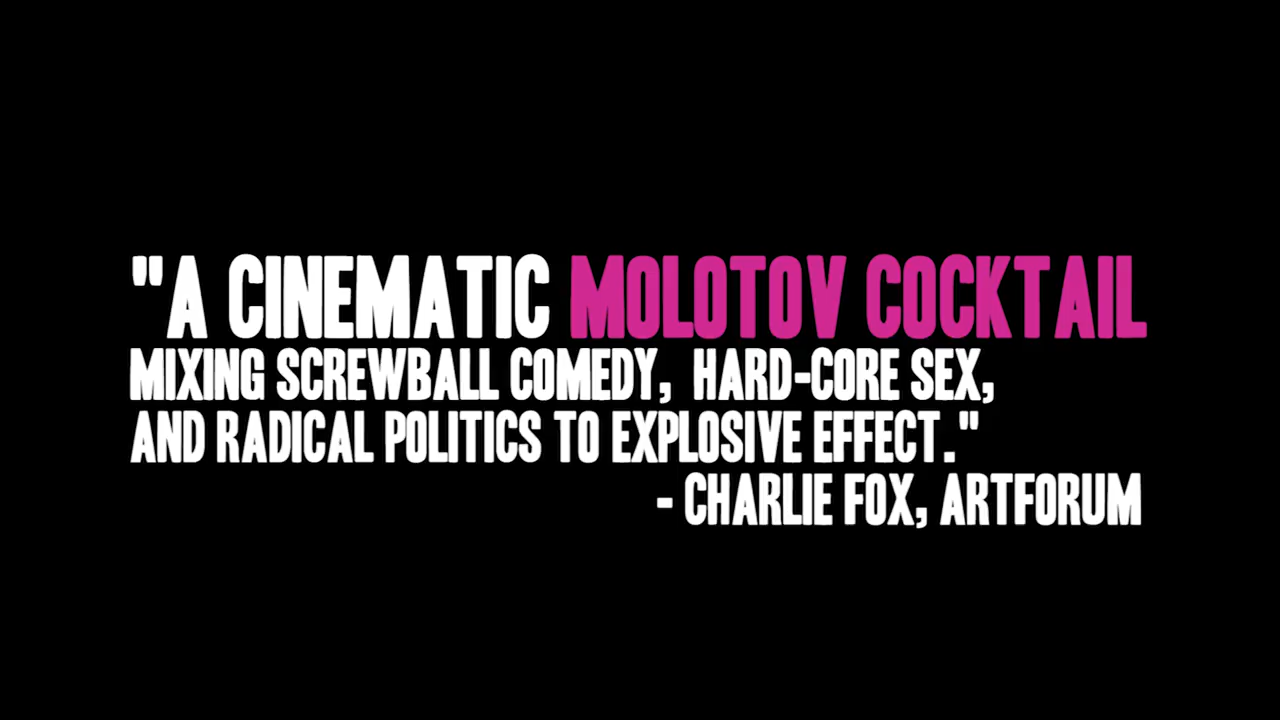 "A CINEMATIC MOLOTOV COCKTAIL
MIXING SCREWBALL COMEDY, HARD-CORE SEX,
AND RADICAL POLITICS TO EXPLOSIVE EFFECT."
- CHARLIE FOX, ARTFORUM